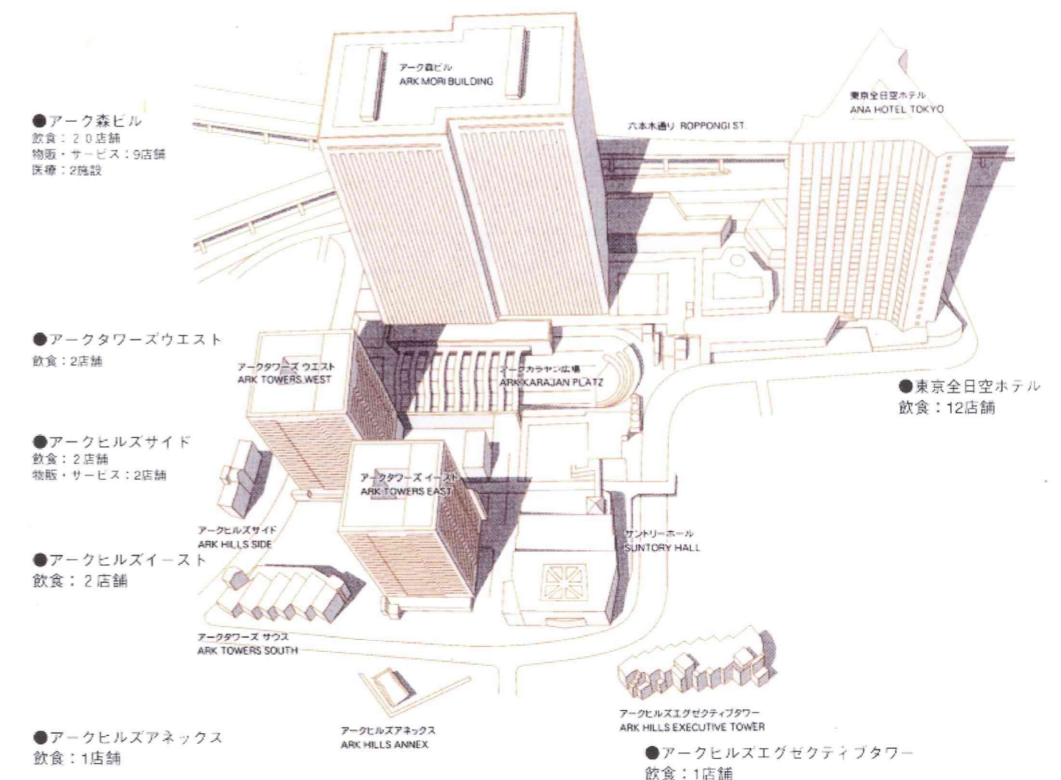 アーク森ビル
ARK MORI BUILDING
東京全日空ホテル
ANA HOTEL TOKYO
●アーク森ビル
飲食：２０店舗
物販・サービス：9店舗
医療：2施設
六本木通り ROPPONGI ST.
●アークタワーズウエスト
飲食：2店舗
アークタワーズ ウエスト
ARK TOWERS WEST
アークカラヤン広場
ARK KARAJAN PLATZ
●東京全日空ホテル
飲食：12店舗
●アークヒルズサイド
飲食：２店舗
物販・サービス：2店舗
アークタワーズ イースト
ARK TOWERS EAST
アークヒルズサイド
ARK HILLS SIDE
サントリーホール
SUNTORY HALL
●アークヒルズイースト
飲食：２店舗
アークタワーズ サウス
ARK TOWERS SOUTH
アークヒルズアネックス
ARK HILLS ANNEX
アークヒルズエグゼクティブタワー
ARK HILLS EXECUTIVE TOWER
●アークヒルズアネックス
飲食：1店舗
●アークヒルズエグゼクティブタワー
飲食：1店舗